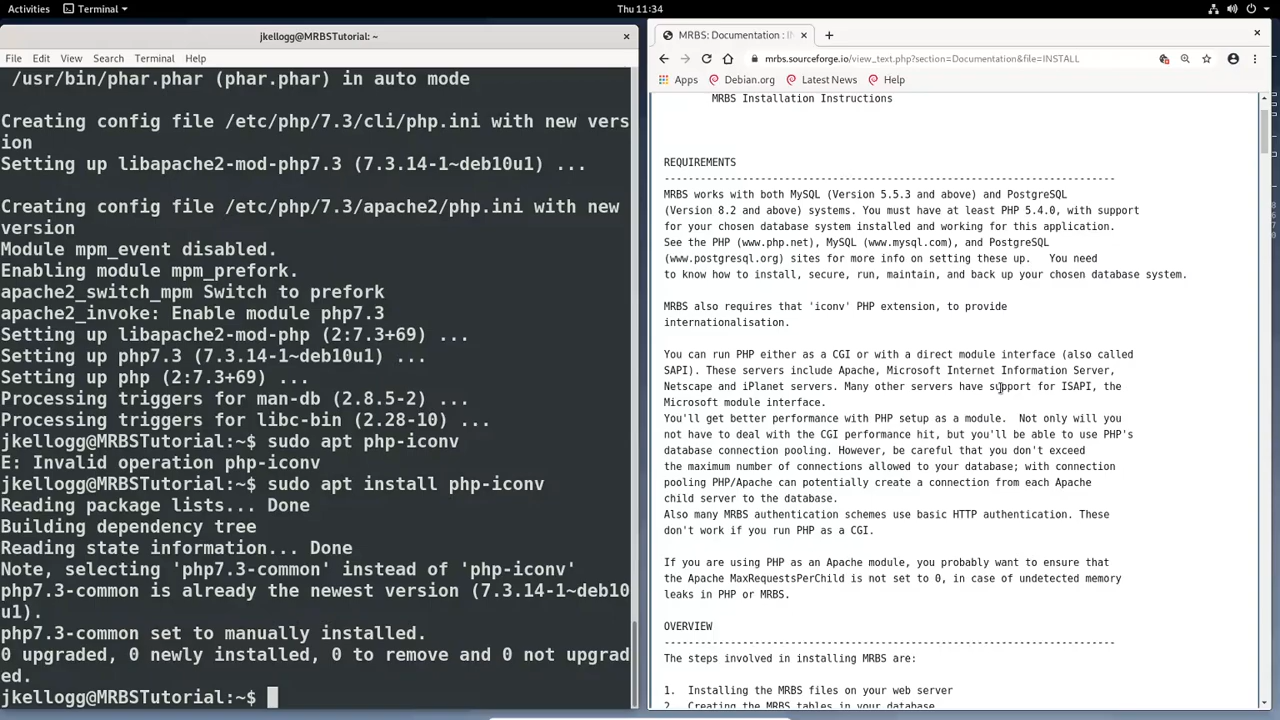 Activities
Terminal
Thu 11:34
jkellogg@MRBSTutorial: ~
File Edit View Search Terminal Help
/usr/bin/phar.phar (phar.phar) in auto mode
Creating config file /etc/php/7.3/cli/php.ini with new vers
ion
Setting up libapache2-mod-php7.3 (7.3.14-1~deb10u1) ...
Creating config file /etc/php/7.3/apache2/php.ini with new
version
Module mpm_event disabled.
Enabling module mpm_prefork.
apache2_switch_mpm Switch to prefork
apache2_invoke: Enable module php7.3
Setting up libapache2-mod-php (2:7.3+69) ...
Setting up php7.3 (7.3.14-1~deb10u1) ...
Setting up php (2:7.3+69) ...
Processing triggers for man-db (2.8.5-2) ...
Processing triggers for libc-bin (2.28-10) ...
jkellogg@MRBSTutorial:~$ sudo apt php-iconv
E: Invalid operation php-iconv
jkellogg@MRBSTutorial:~$ sudo apt install php-iconv
Reading package lists... Done
Building dependency tree
Reading state information... Done
Note, selecting 'php7.3-common' instead of 'php-iconv'
php7.3-common is already the newest version (7.3.14-1~deb10
u1).
php7.3-common set to manually installed.
0 upgraded, 0 newly installed, 0 to remove and 0 not upgrad
ed.
jkellogg@MRBSTutorial:~$
MRBS: Documentation : IN
mrbs.sourceforge.io/view_text.php?section=Documentation&file=INSTALL
Apps Debian.org Latest News Help
MRBS Installation Instructions
REQUIREMENTS
---------------------------------------------------------------------------
MRBS works with both MySQL (Version 5.5.3 and above) and PostgreSQL
(Version 8.2 and above) systems. You must have at least PHP 5.4.0, with support
for your chosen database system installed and working for this application.
See the PHP (www.php.net), MySQL (www.mysql.com), and PostgreSQL
(www.postgresql.org) sites for more info on setting these up.   You need
to know how to install, secure, run, maintain, and back up your chosen database system.
MRBS also requires that 'iconv' PHP extension, to provide
internationalisation.
You can run PHP either as a CGI or with a direct module interface (also called
SAPI). These servers include Apache, Microsoft Internet Information Server,
Netscape and iPlanet servers. Many other servers have support for ISAPI, the
Microsoft module interface.
You'll get better performance with PHP setup as a module.  Not only will you
not have to deal with the CGI performance hit, but you'll be able to use PHP's
database connection pooling. However, be careful that you don't exceed
the maximum number of connections allowed to your database; with connection
pooling PHP/Apache can potentially create a connection from each Apache
child server to the database.
Also many MRBS authentication schemes use basic HTTP authentication. These
don't work if you run PHP as a CGI.
If you are using PHP as an Apache module, you probably want to ensure that
the Apache MaxRequestsPerChild is not set to 0, in case of undetected memory
leaks in PHP or MRBS.
OVERVIEW
---------------------------------------------------------------------------
The steps involved in installing MRBS are:
1.  Installing the MRBS files on your web server
2.  Creating the MRBS tables in your database